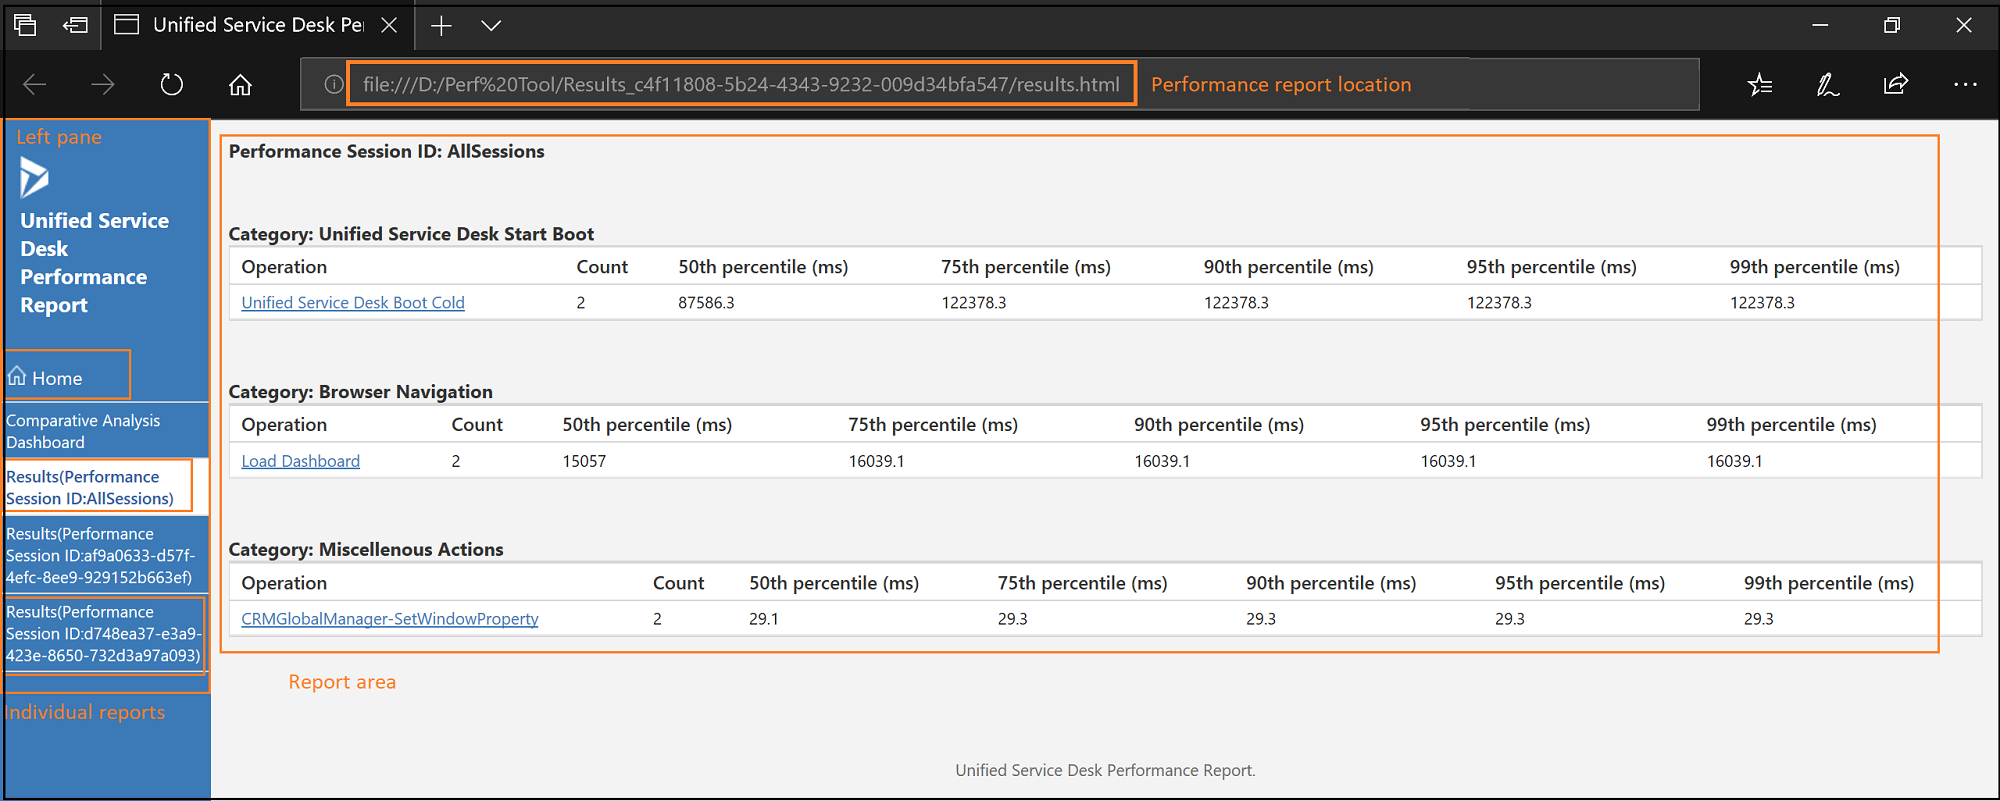 Unified Service Desk Per
file:///D:/Perf%20Tool/Results_c4f11808-5b24-4343-9232-009d34bfa547/results.html
Performance report location
Left pane
Unified Service
Desk
Performance
Report
Home
Comparative Analysis
Dashboard
Results(Performance
Session ID:AllSessions)
Results(Performance
Session ID:af9a0633-d57f-
4efc-8ee9-929152b663ef)
Results(Performance
Session ID:d748ea37-e3a9-
423e-8650-732d3a97a093)
Individual reports
Performance Session ID: AllSessions
Category: Unified Service Desk Start Boot
Operation Count 50th percentile (ms) 75th percentile (ms) 90th percentile (ms) 95th percentile (ms) 99th percentile (ms)
Unified Service Desk Boot Cold 2 87586.3 122378.3 122378.3 122378.3 122378.3
Category: Browser Navigation
Operation Count 50th percentile (ms) 75th percentile (ms) 90th percentile (ms) 95th percentile (ms) 99th percentile (ms)
Load Dashboard 2 15057 16039.1 16039.1 16039.1 16039.1
Category: Miscellenous Actions
Operation Count 50th percentile (ms) 75th percentile (ms) 90th percentile (ms) 95th percentile (ms) 99th percentile (ms)
CRMGlobalManager-SetWindowProperty 2 29.1 29.3 29.3 29.3 29.3
Report area
Unified Service Desk Performance Report.